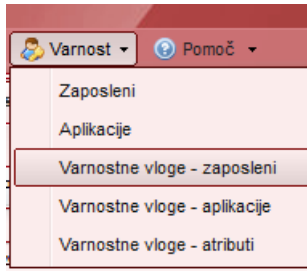 Varnost Pomoč
Zaposleni
Aplikacije
Varnostne vloge - zaposleni
Varnostne vloge - aplikacije
Varnostne vloge - atributi